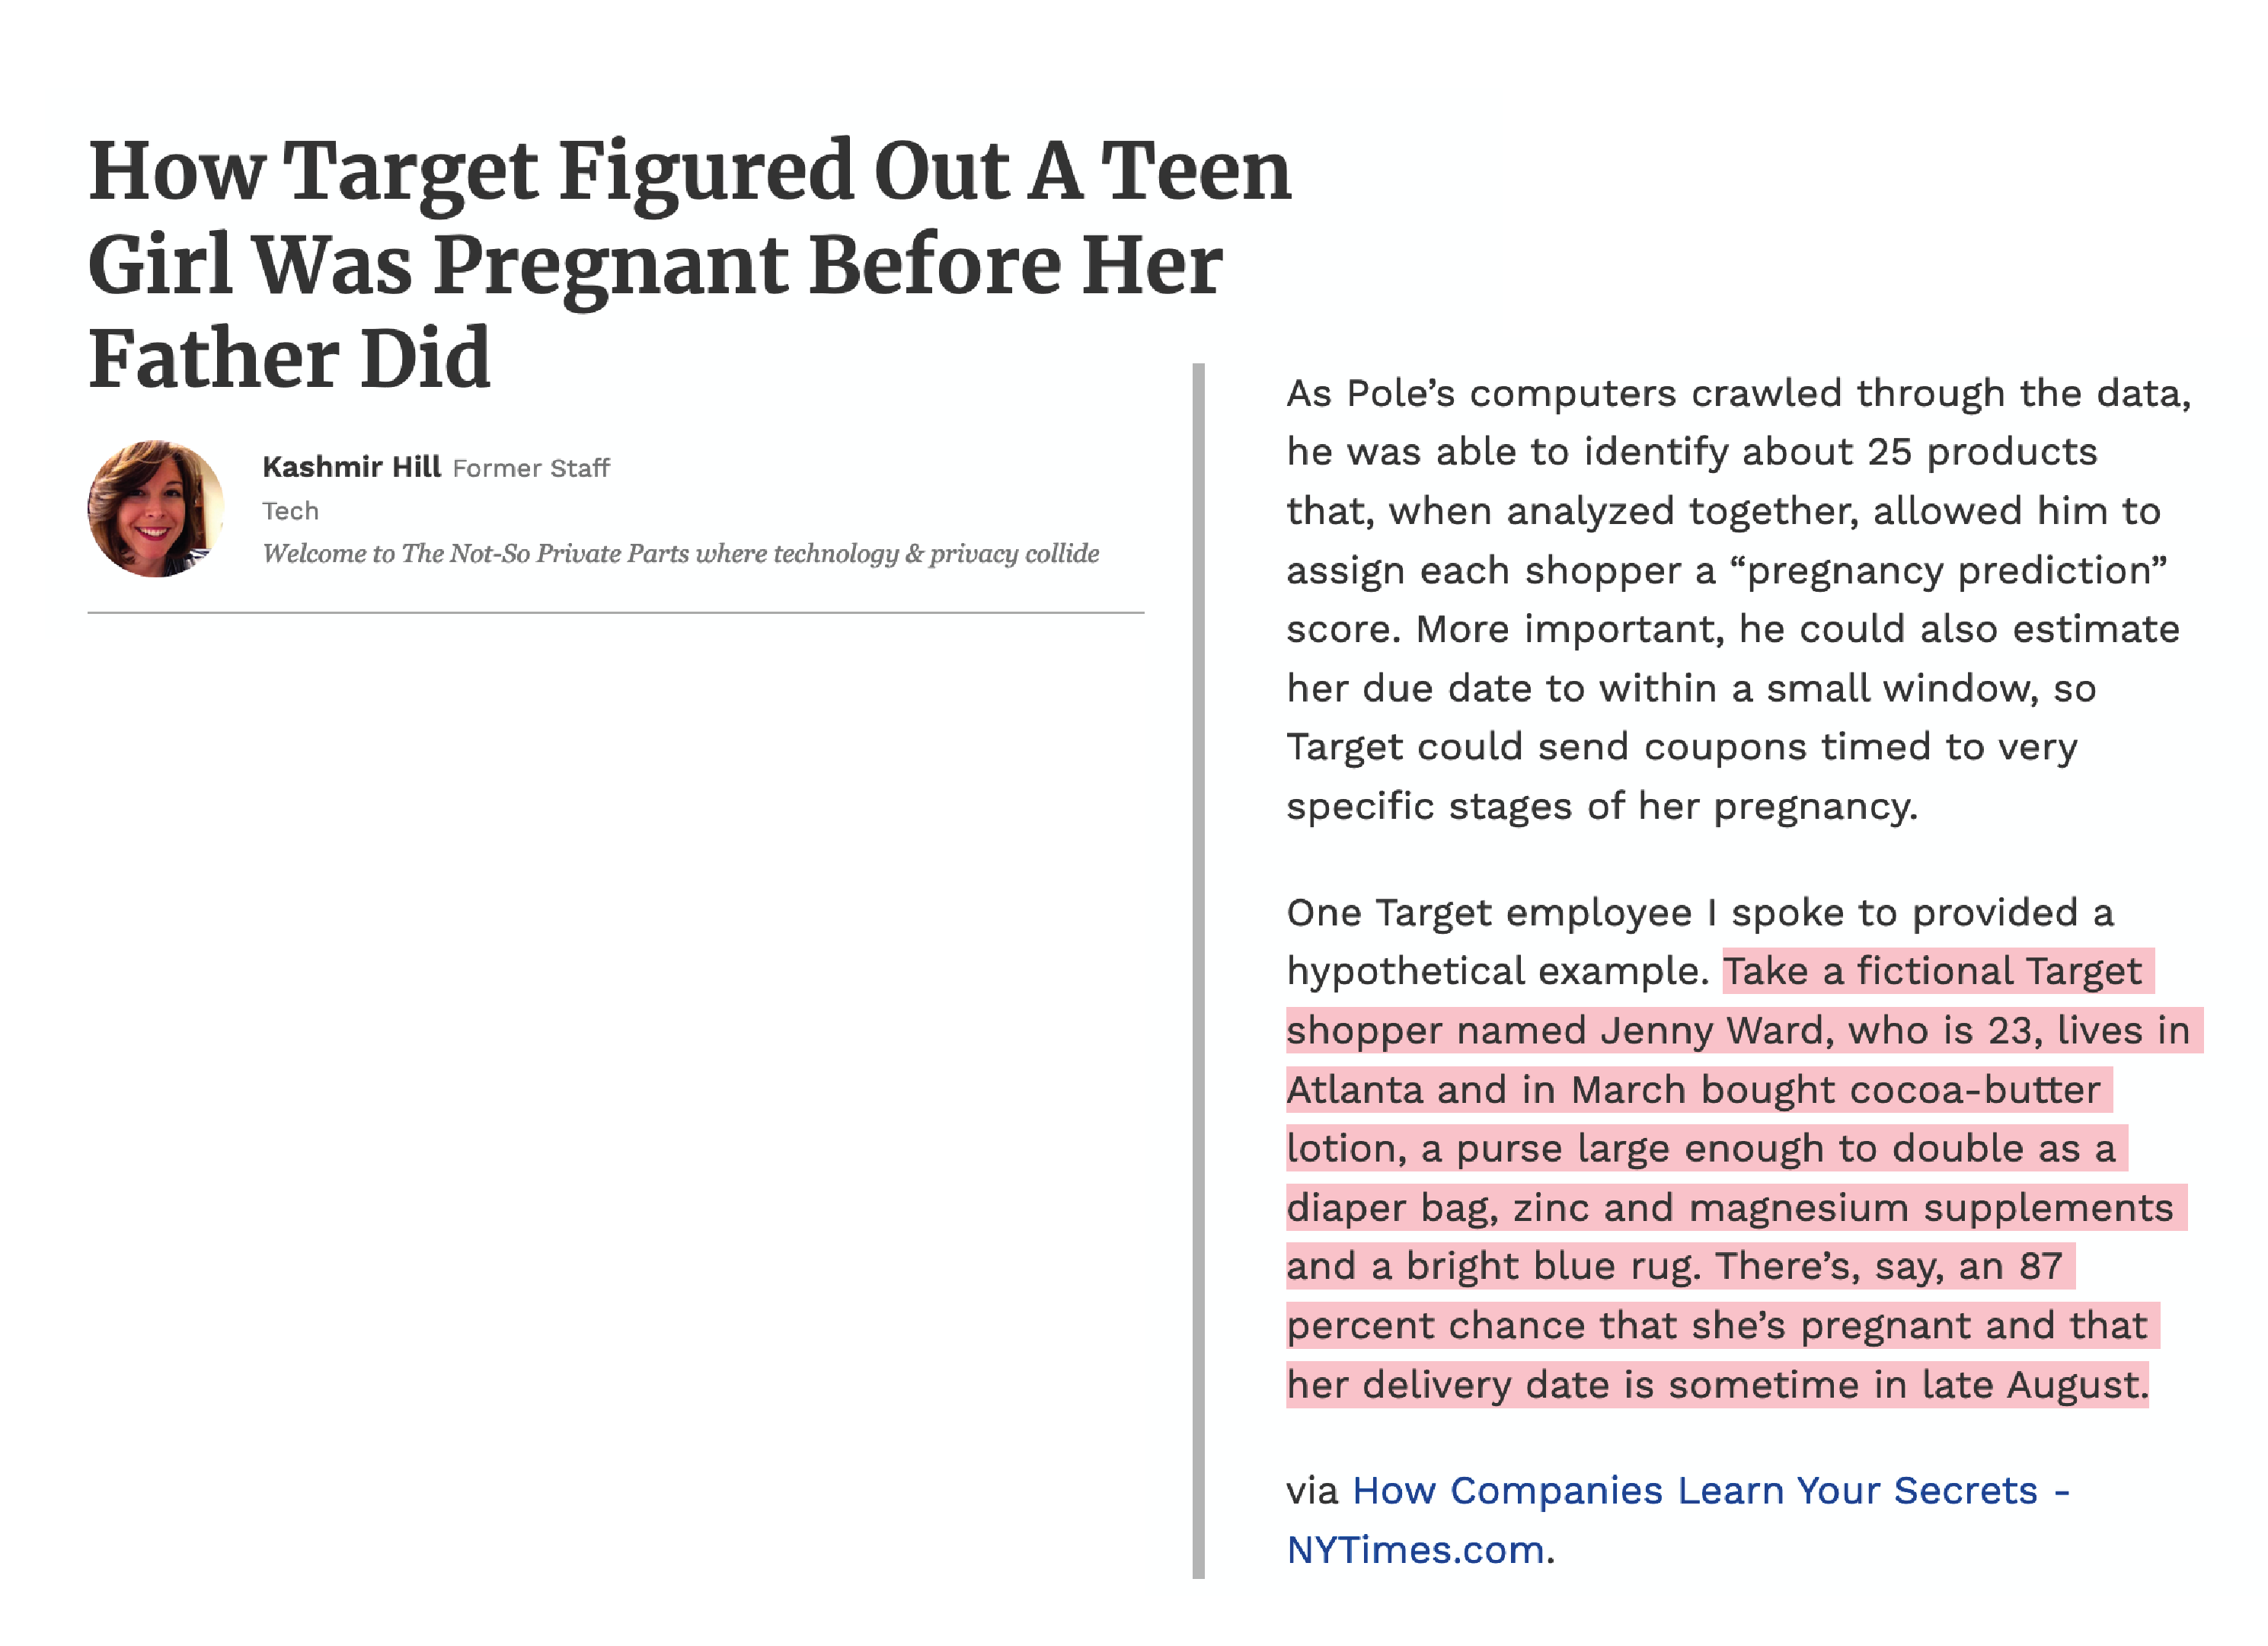 How Target Figured Out A Teen
Girl Was Pregnant Before Her
Father Did
Kashmir Hill Former Staff
Tech
Welcome to The Not-So Private Parts where technology & privacy collide
As Pole’s computers crawled through the data,
he was able to identify about 25 products
that, when analyzed together, allowed him to
assign each shopper a “pregnancy prediction”
score. More important, he could also estimate
her due date to within a small window, so
Target could send coupons timed to very
specific stages of her pregnancy.
One Target employee I spoke to provided a
hypothetical example. Take a fictional Target
shopper named Jenny Ward, who is 23, lives in
Atlanta and in March bought cocoa-butter
lotion, a purse large enough to double as a
diaper bag, zinc and magnesium supplements
and a bright blue rug. There’s, say, an 87
percent chance that she’s pregnant and that
her delivery date is sometime in late August.
via How Companies Learn Your Secrets -
NYTimes.com.